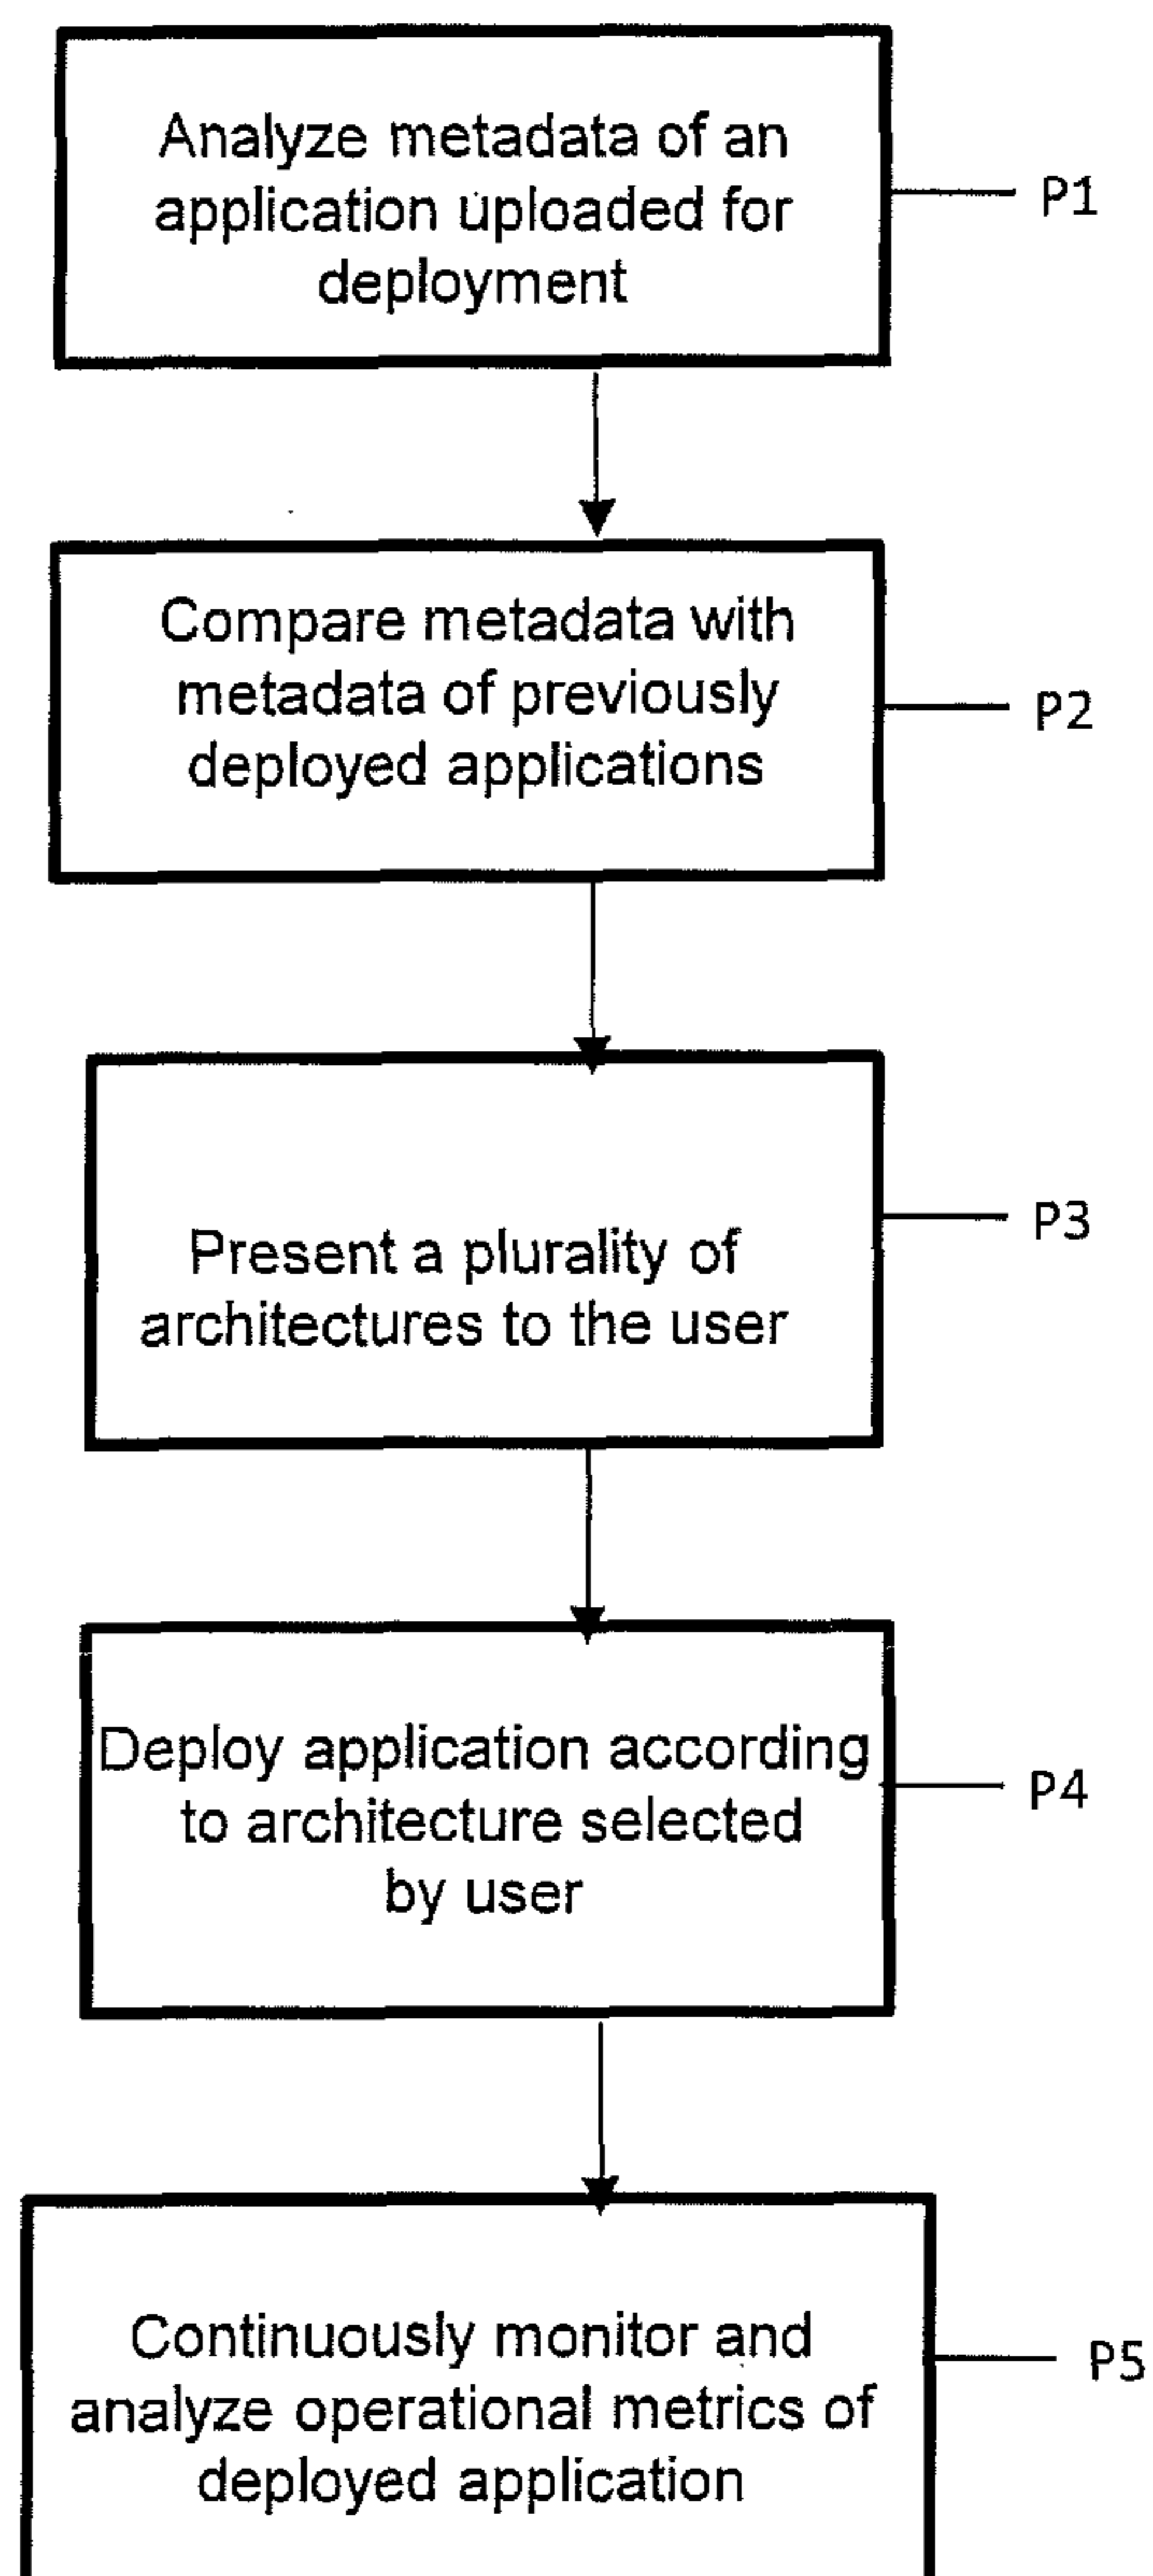 Analyze metadata of an
application uploaded for
deployment
P1
Compare metadata with
metadata of previously
deployed applications
P2
Present a plurality of
architectures to the user
P3
Deploy application according
to architecture selected
by user
P4
Continuously monitor and
analyze operational metrics of
deployed application
P5